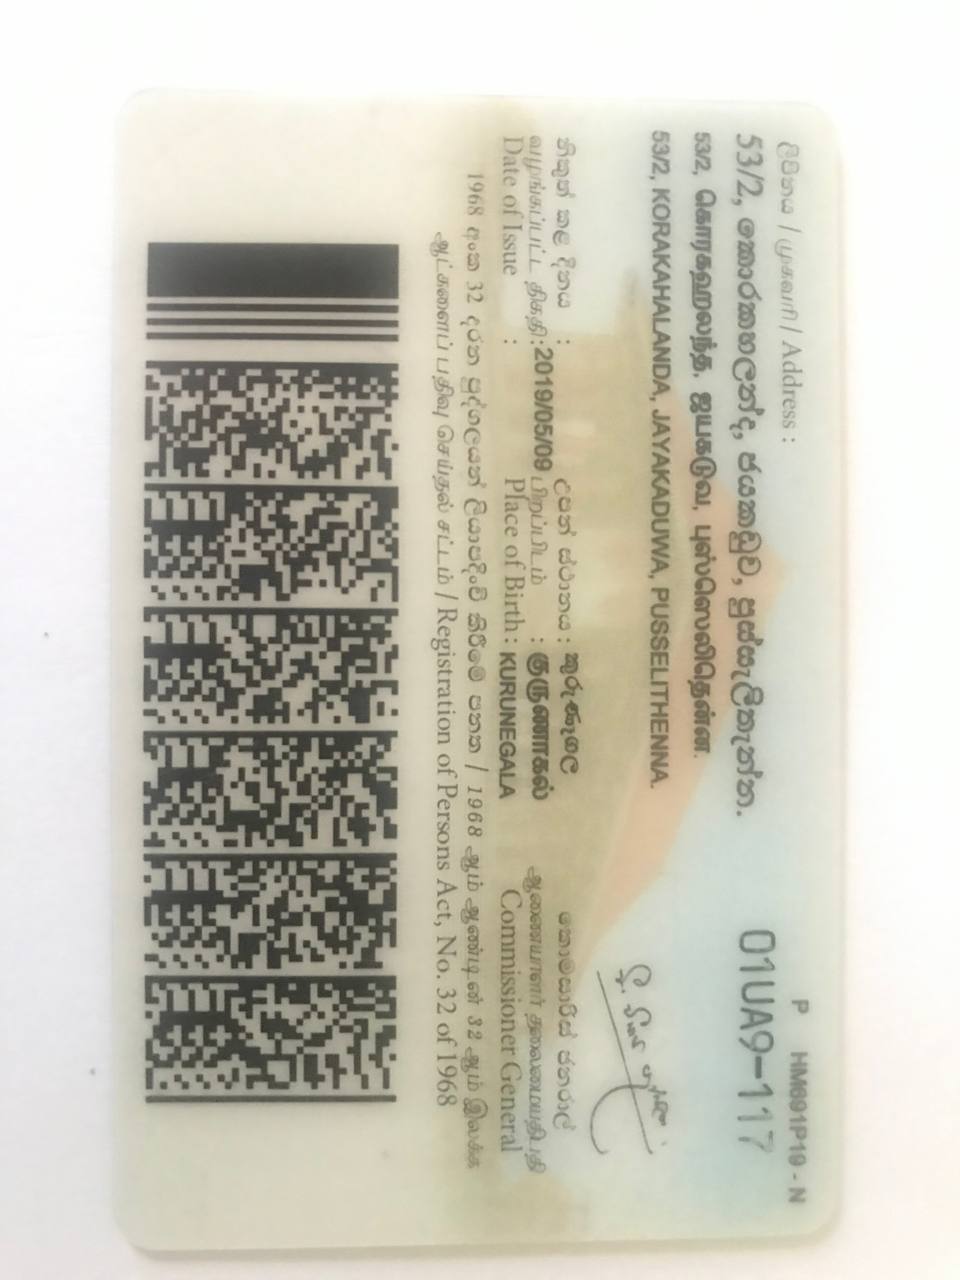 ලිපිනය / முகவரி / Address :
P HM691P19 - N
53/2, කෝරකහලන්ද, ජයකඩුව, පුස්සැලිතැන්න.
01UA9-117
53/2, கொரகஹலந்த, ஜயகடுவ, புஸ்ஸெலிதென்ன.
53/2, KORAKAHALANDA, JAYAKADUWA, PUSSELITHENNA.
නිකුත් කළ දිනය : උපන් ස්ථානය : කුරුණෑගල කොමසාරිස් ජනරාල්
வழங்கப்பட்ட திகதி : 2019/05/09 பிறப்பிடம் : குருணாகல் ஆணையாளர் தலைமையதிபதி
Date of Issue : Place of Birth : KURUNEGALA Commissioner General
1968 අංක 32 දරන පුද්ගලයන් ලියාපදිංචි කිරීමේ පනත / 1968 ஆம் ஆண்டின் 32 ஆம் இலக்க
ஆட்களைப் பதிவு செய்தல் சட்டம் / Registration of Persons Act, No. 32 of 1968